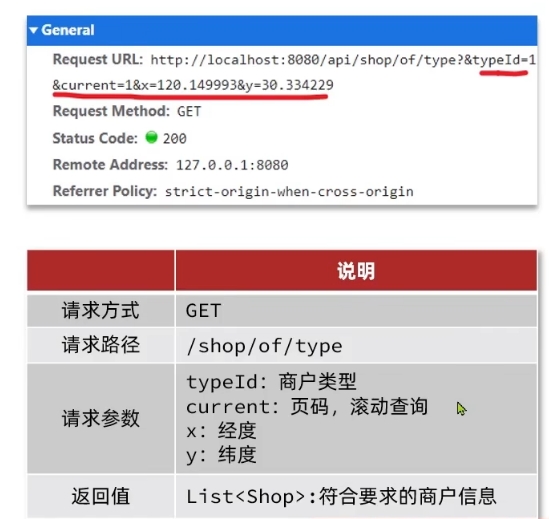 General
Request URL: http://localhost:8080/api/shop/of/type?&typeId=1
&current=1&x=120.149993&y=30.334229
Request Method: GET
Status Code: 200
Remote Address: 127.0.0.1:8080
Referrer Policy: strict-origin-when-cross-origin
说明
请求方式 GET
请求路径 /shop/of/type
请求参数
typeId: 商户类型
current: 页码，滚动查询
x: 经度
y: 纬度
返回值 List<Shop>:符合要求的商户信息